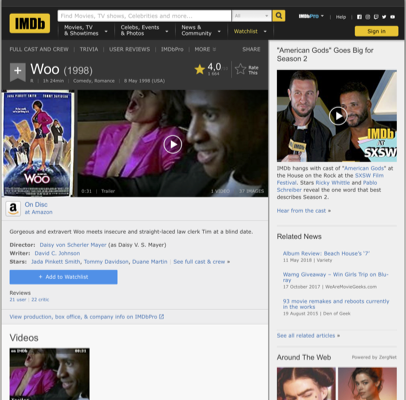 IMDb
Find Movies, TV shows, Celebrities and more...
All
IMDbPro
Help
Movies, TV
& Showtimes
Celebs, Events
& Photos
News &
Community
Watchlist
Sign in
FULL CAST AND CREW | TRIVIA | USER REVIEWS | IMDbPro | MORE
SHARE
Woo (1998)
R | 1h 24min | Comedy, Romance | 8 May 1998 (USA)
4,0
Rate
This
JADA PINKETT SMITH TOMMY DAVIDSON
WOO
0:31 | Trailer
1 VIDEO
On Disc
at Amazon
Gorgeous and extravert Woo meets insecure and straight-laced law clerk Tim at a blind date.
Director: Daisy von Scherler Mayer (as Daisy V. S. Mayer)
Writer: David C. Johnson
Stars: Jada Pinkett Smith, Tommy Davidson, Duane Martin | See full cast & crew »
+ Add to Watchlist
Reviews
21 user | 22 critic
View production, box office, & company info on IMDbPro
Videos
00:31
"American Gods" Goes Big for
Season 2
IMDb
SXSW
IMDb hangs with cast of "American Gods" at
the House on the Rock at the SXSW Film
Festival. Stars Ricky Whittle and Pablo
Schreiber reveal the one word that best
describes Season 2.
Hear from the cast »
Related News
Album Review: Beach House's '7'
11 May 2018 | Variety
Warng Giveaway – Win Girls Trip on Blu-
ray
17 October 2017 | WeAreMovieGeeks.com
93 movie remakes and reboots currently
in the works
19 August 2015 | Den of Geek
See all related articles »
Around The Web
Powered by ZergNet